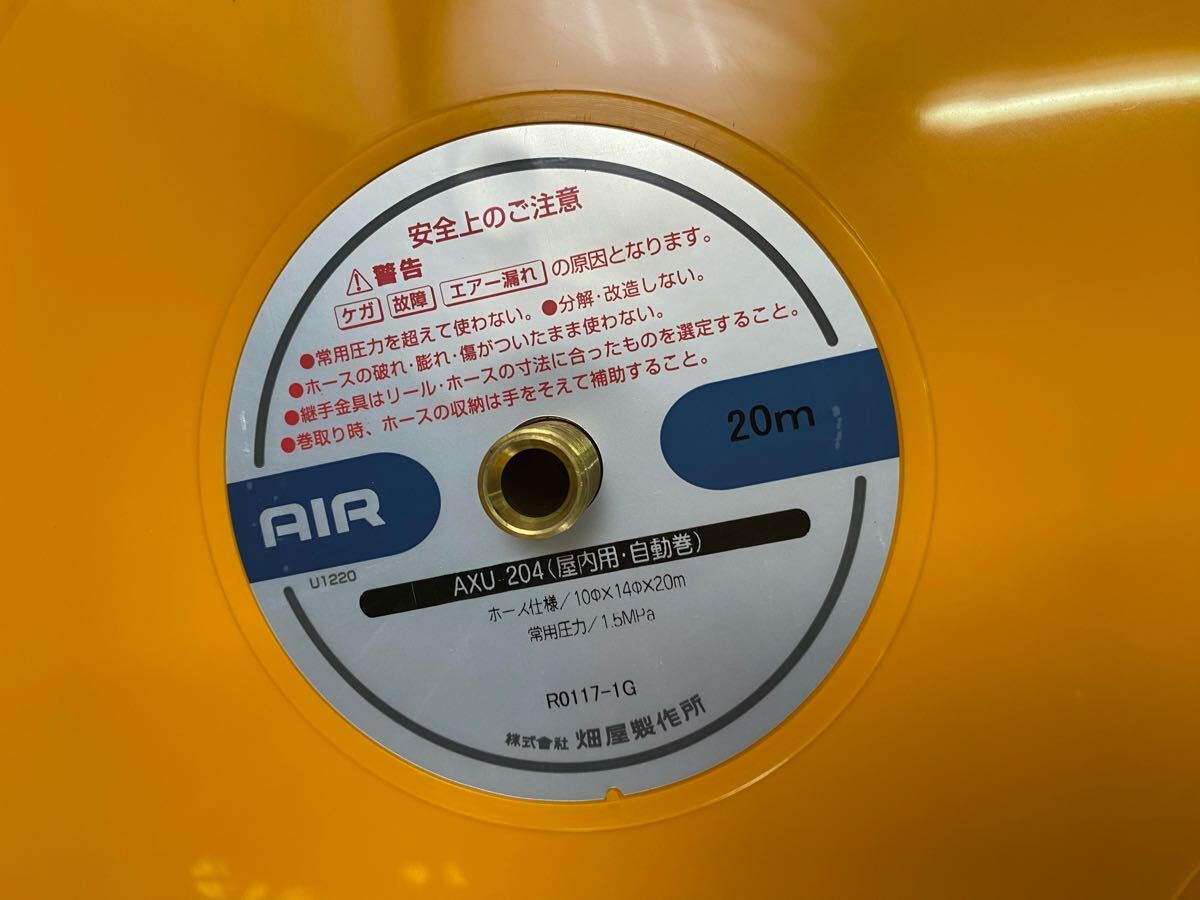 安全上のご注意
警告
ケガ 故障 エアー漏れ の原因となります。
●常用圧力を超えて使わない。●分解・改造しない。
●ホースの破れ・膨れ・傷がついたまま使わない。
●継手金具はリール・ホースの寸法に合ったものを選定すること。
●巻取り時、ホースの収納は手をそえて補助すること。
20m
AIR
U1220
AXU 204(屋内用・自動巻)
ホース仕様/10Φ×14Φ×20m
常用圧力/1.5MPa
R0117-1G
株式會社 畑屋製作所